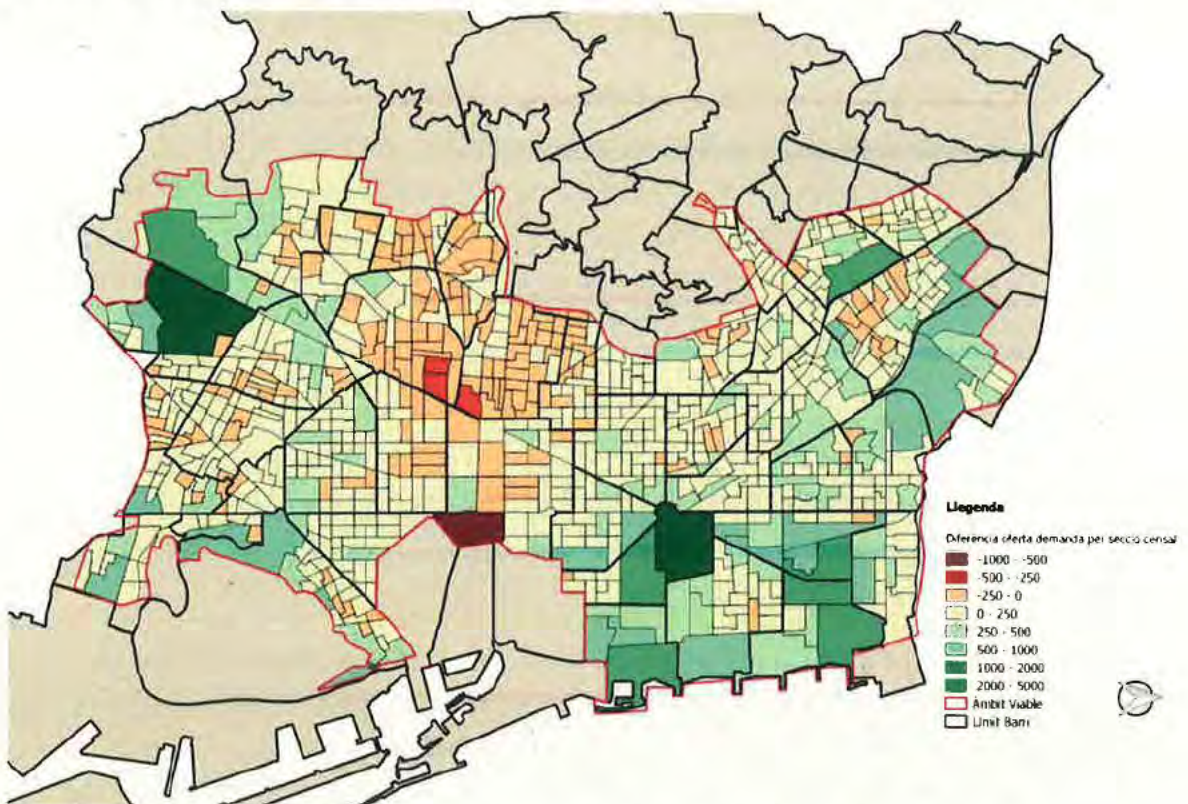 Llegenda
Diferència oferta demanda per secció censal
-1000 - -500
-500 - -250
-250 - 0
0 - 250
250 - 500
500 - 1000
1000 - 2000
2000 - 5000
Àmbit Viable
Límit Barri